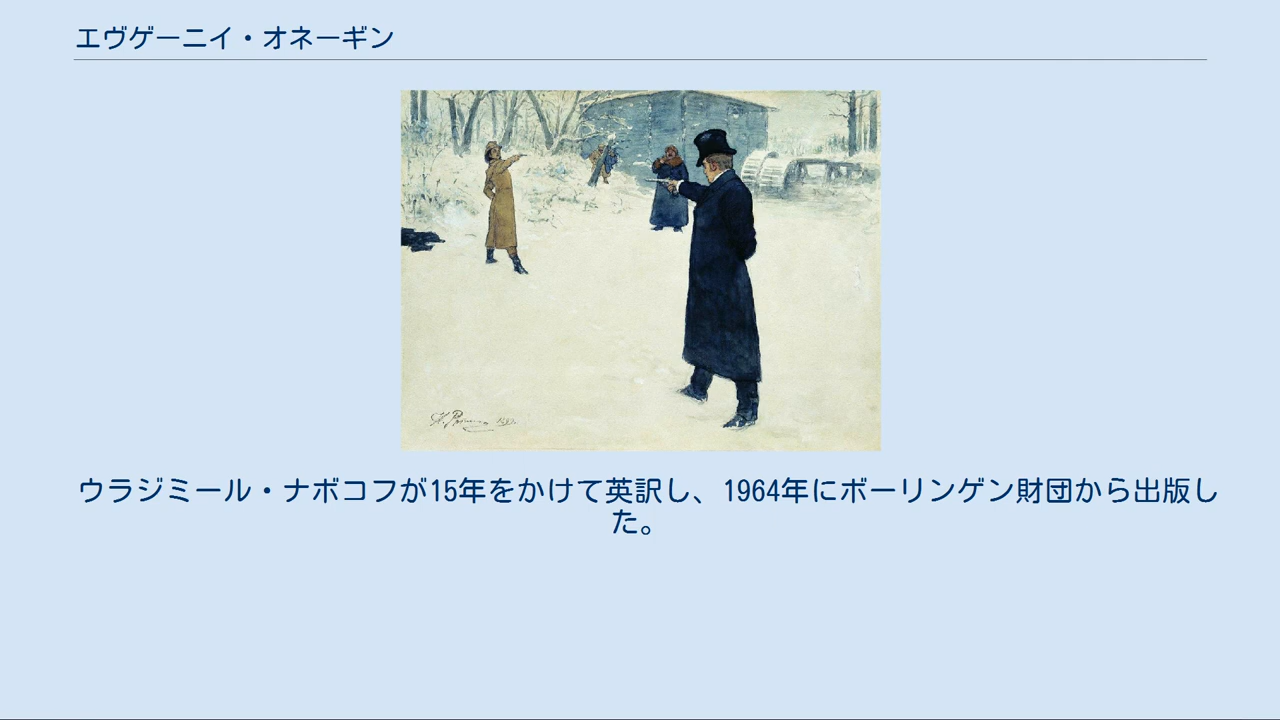 エヴゲーニイ・オネーギン
ウラジミール・ナボコフが15年をかけて英訳し、1964年にボーリンゲン財団から出版し
た。